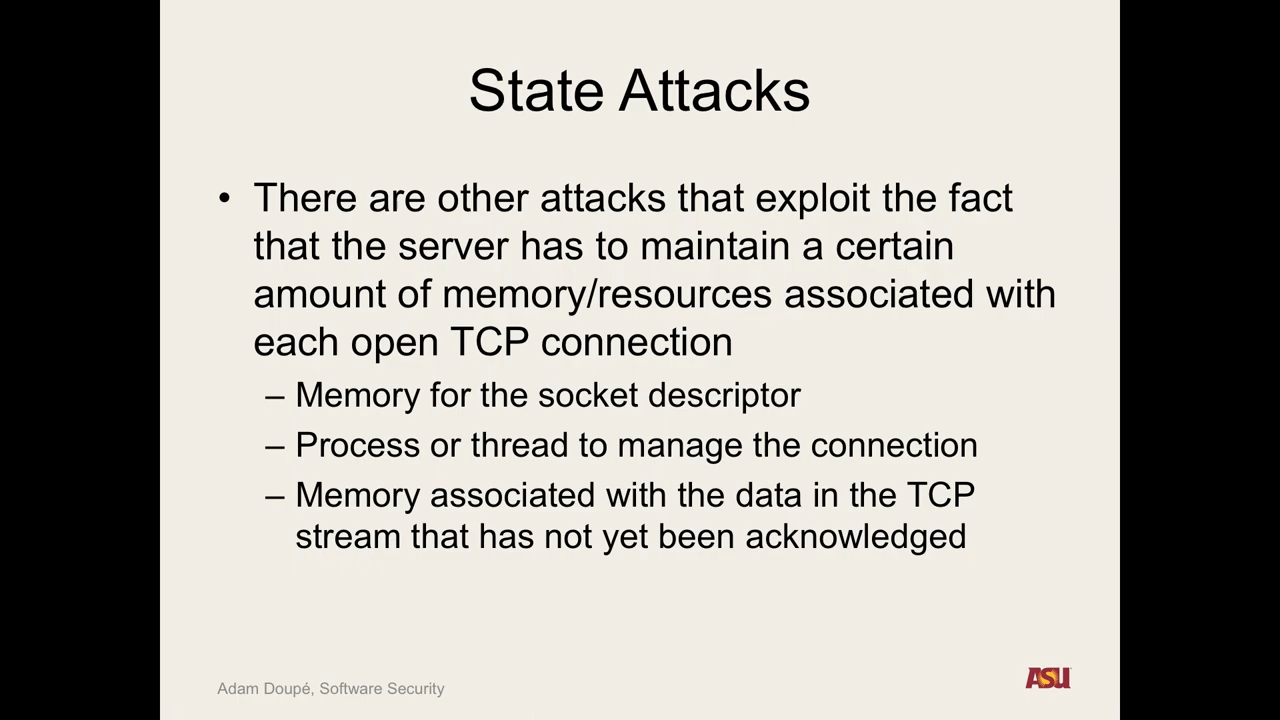 State Attacks
• There are other attacks that exploit the fact
that the server has to maintain a certain
amount of memory/resources associated with
each open TCP connection
– Memory for the socket descriptor
– Process or thread to manage the connection
– Memory associated with the data in the TCP
stream that has not yet been acknowledged
Adam Doupé, Software Security
ASU